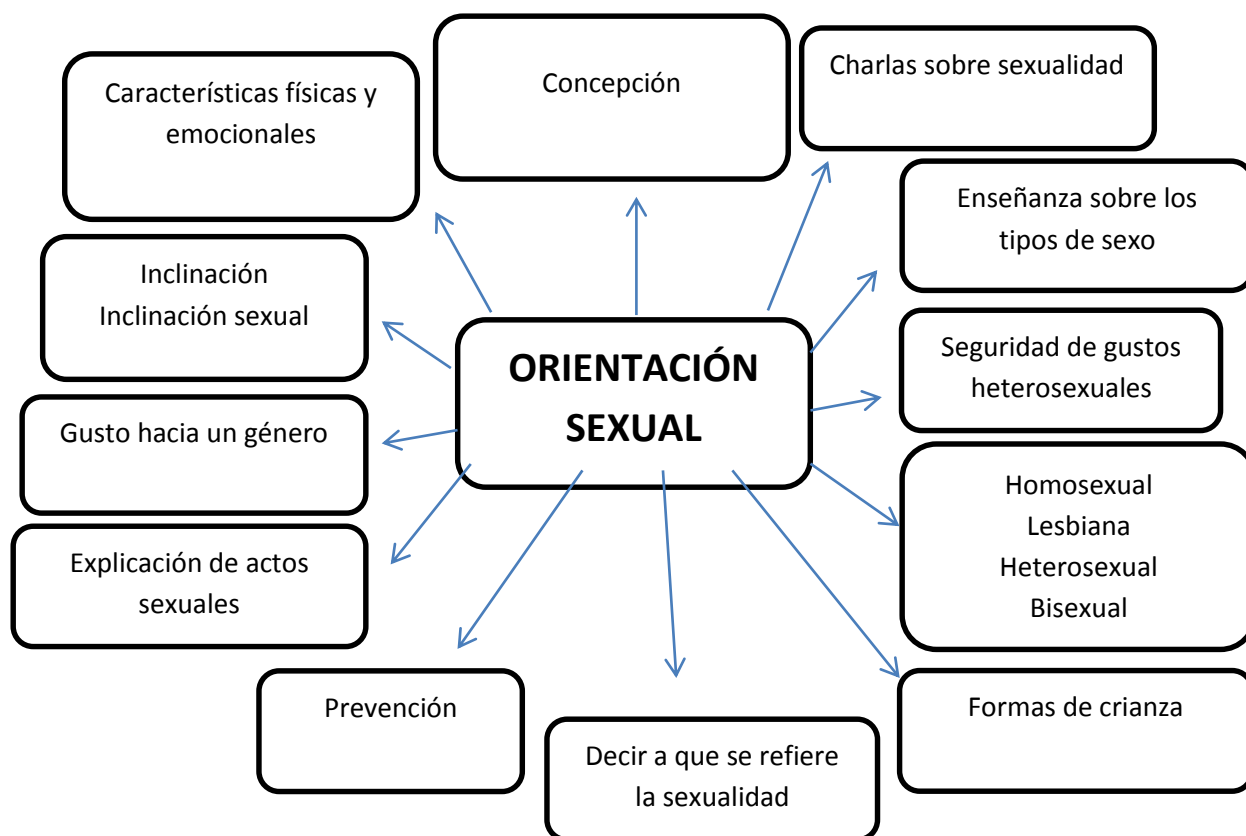 Características físicas y
emocionales
Concepción
Charlas sobre sexualidad
Enseñanza sobre los
tipos de sexo
Inclinación
Inclinación sexual
ORIENTACIÓN
SEXUAL
Seguridad de gustos
heterosexuales
Gusto hacia un género
Homosexual
Lesbiana
Heterosexual
Bisexual
Explicación de actos
sexuales
Prevención
Decir a que se refiere
la sexualidad
Formas de crianza